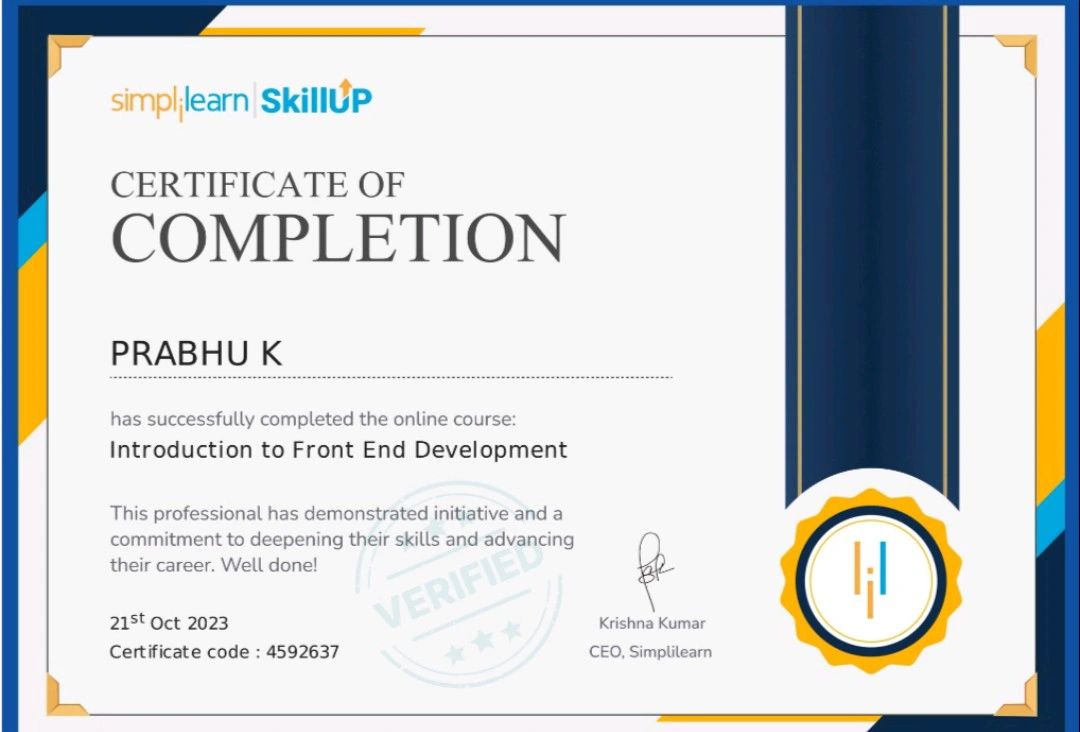 simplilearn | SkillUP
CERTIFICATE OF
COMPLETION
PRABHU K
has successfully completed the online course:
Introduction to Front End Development
This professional has demonstrated initiative and a
commitment to deepening their skills and advancing
their career. Well done!
VERIFIED
21st Oct 2023
Certificate code : 4592637
Krishna Kumar
CEO, Simplilearn